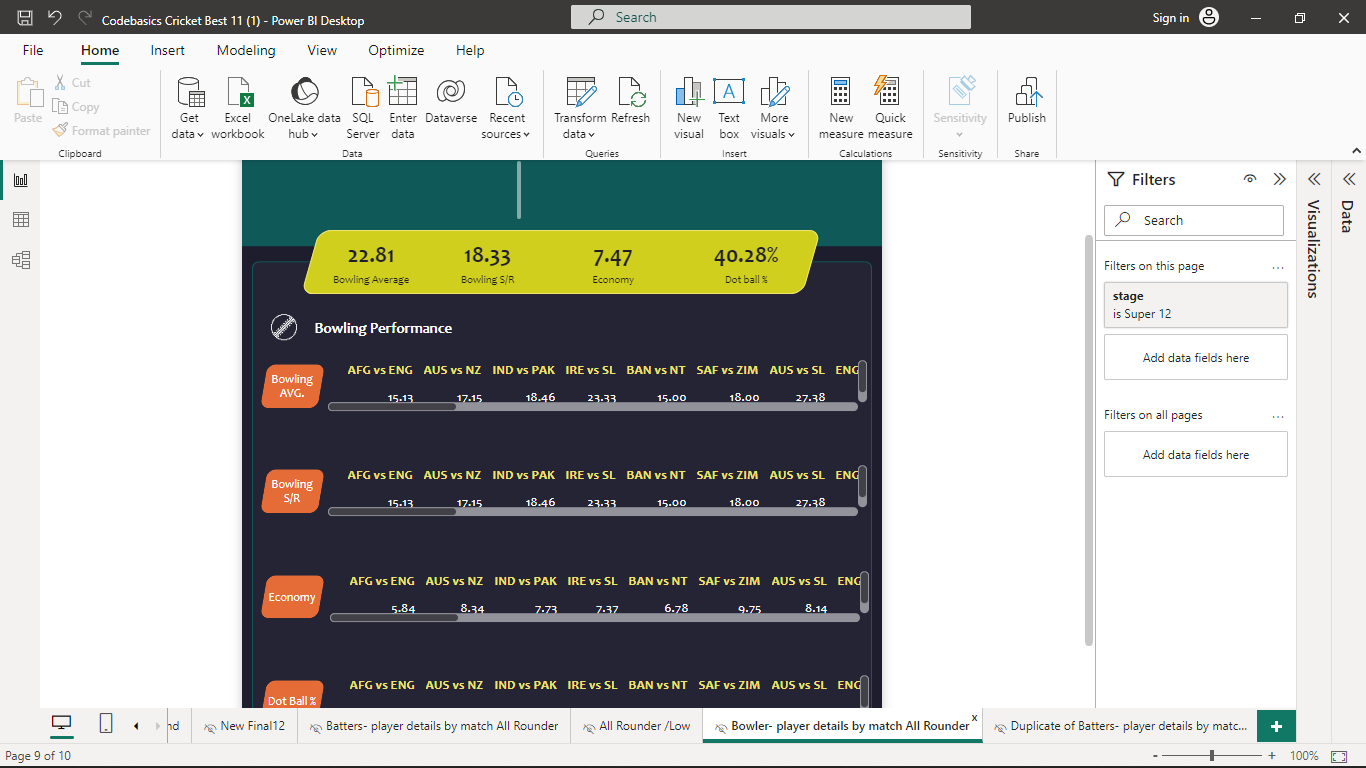 Codebasics Cricket Best 11 (1) - Power BI Desktop
Search
Sign in
File Home Insert Modeling View Optimize Help
Paste
Cut
Copy
Format painter
Clipboard
Get data
Excel workbook
OneLake data hub
SQL Server
Enter data
Dataverse
Recent sources
Data
Transform data
Refresh
Queries
New visual
Text box
More visuals
Insert
New measure
Quick measure
Calculations
Sensitivity
Sensitivity
Publish
Share
22.81 18.33 7.47 40.28%
Bowling Average Bowling S/R Economy Dot ball %
Bowling Performance
Bowling AVG.
AFG vs ENG AUS vs NZ IND vs PAK IRE vs SL BAN vs NT SAF vs ZIM AUS vs SL ENG
15.13 17.15 18.46 23.33 15.00 18.00 27.38
Bowling S/R
AFG vs ENG AUS vs NZ IND vs PAK IRE vs SL BAN vs NT SAF vs ZIM AUS vs SL ENG
15.13 17.15 18.46 23.33 15.00 18.00 27.38
Economy
AFG vs ENG AUS vs NZ IND vs PAK IRE vs SL BAN vs NT SAF vs ZIM AUS vs SL ENG
5.84 8.34 7.73 7.37 6.78 9.75 8.14
Dot Ball %
AFG vs ENG AUS vs NZ IND vs PAK IRE vs SL BAN vs NT SAF vs ZIM AUS vs SL ENG
Filters
Search
Filters on this page ...
stage
is Super 12
Add data fields here
Filters on all pages ...
Add data fields here
Visualizations
Data
nd
New Final12
Batters- player details by match All Rounder
All Rounder /Low
Bowler- player details by match All Rounder
x
Duplicate of Batters- player details by matc...
+
Page 9 of 10
- + 100%